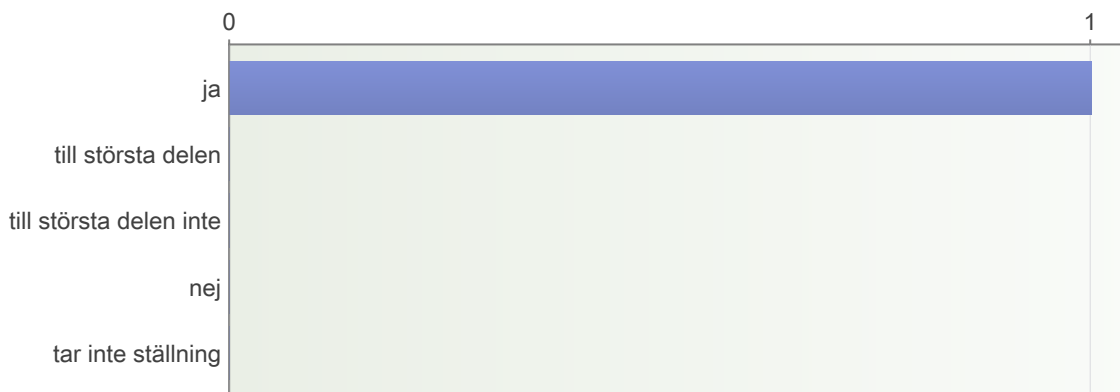 0 1
ja
till största delen
till största delen inte
nej
tar inte ställning